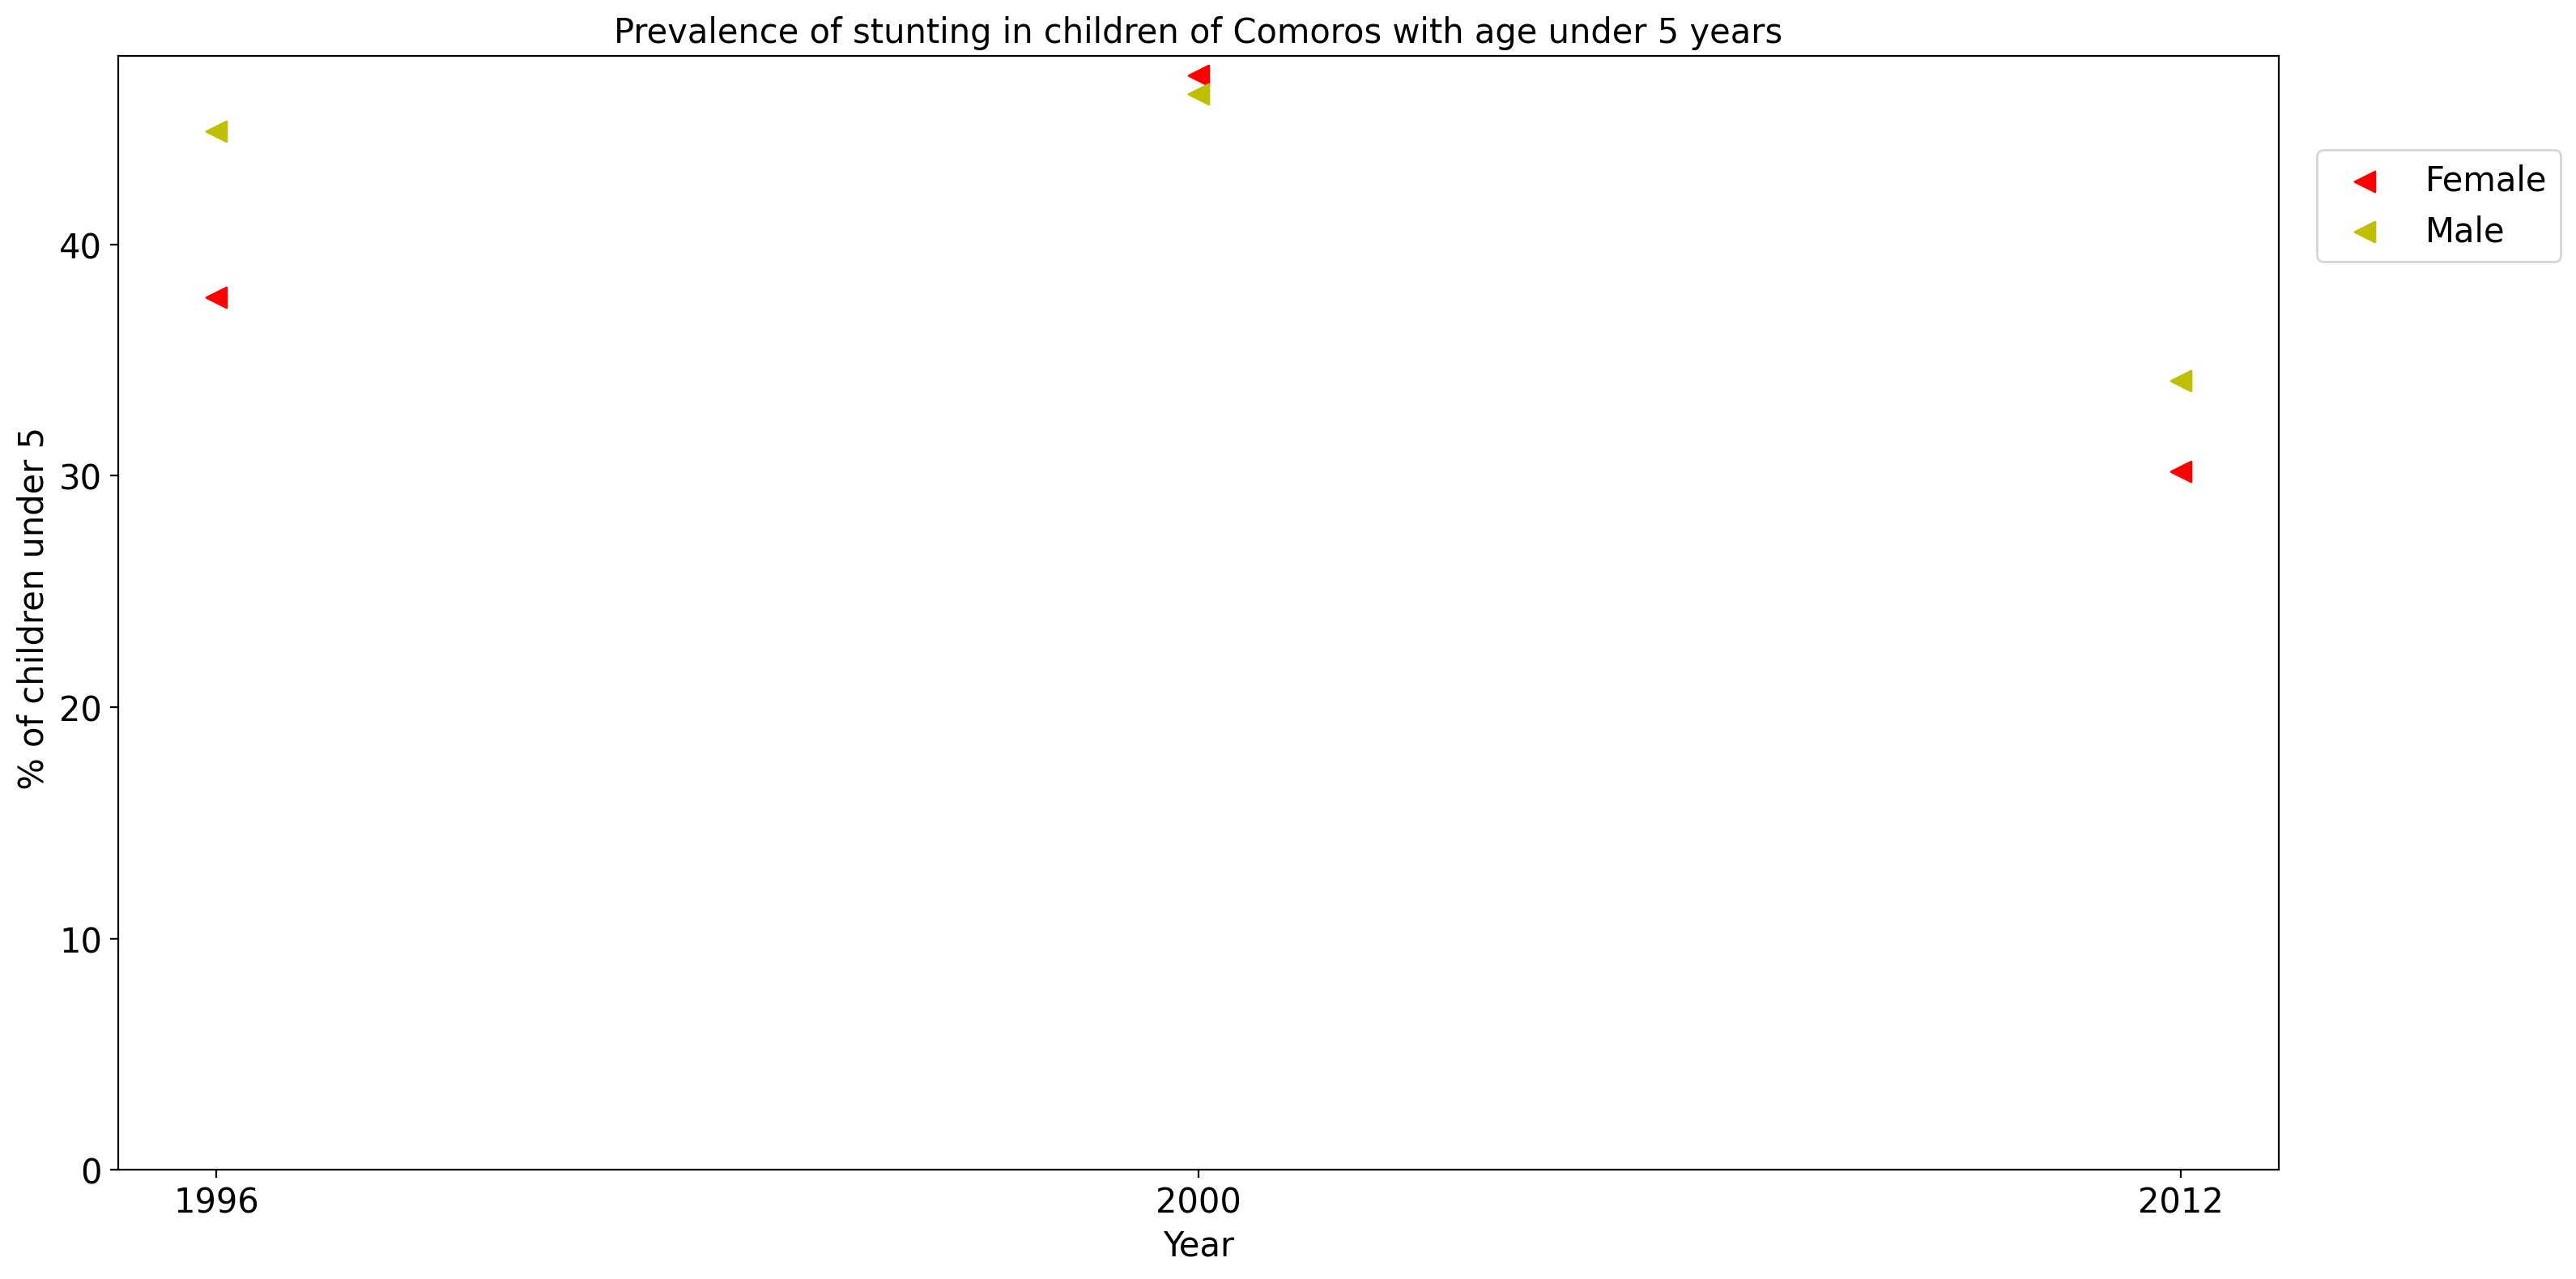 Prevalence of stunting in children of Comoros with age under 5 years
% of children under 5
40
30
20
10
0
1996
2000
2012
Year
Female
Male